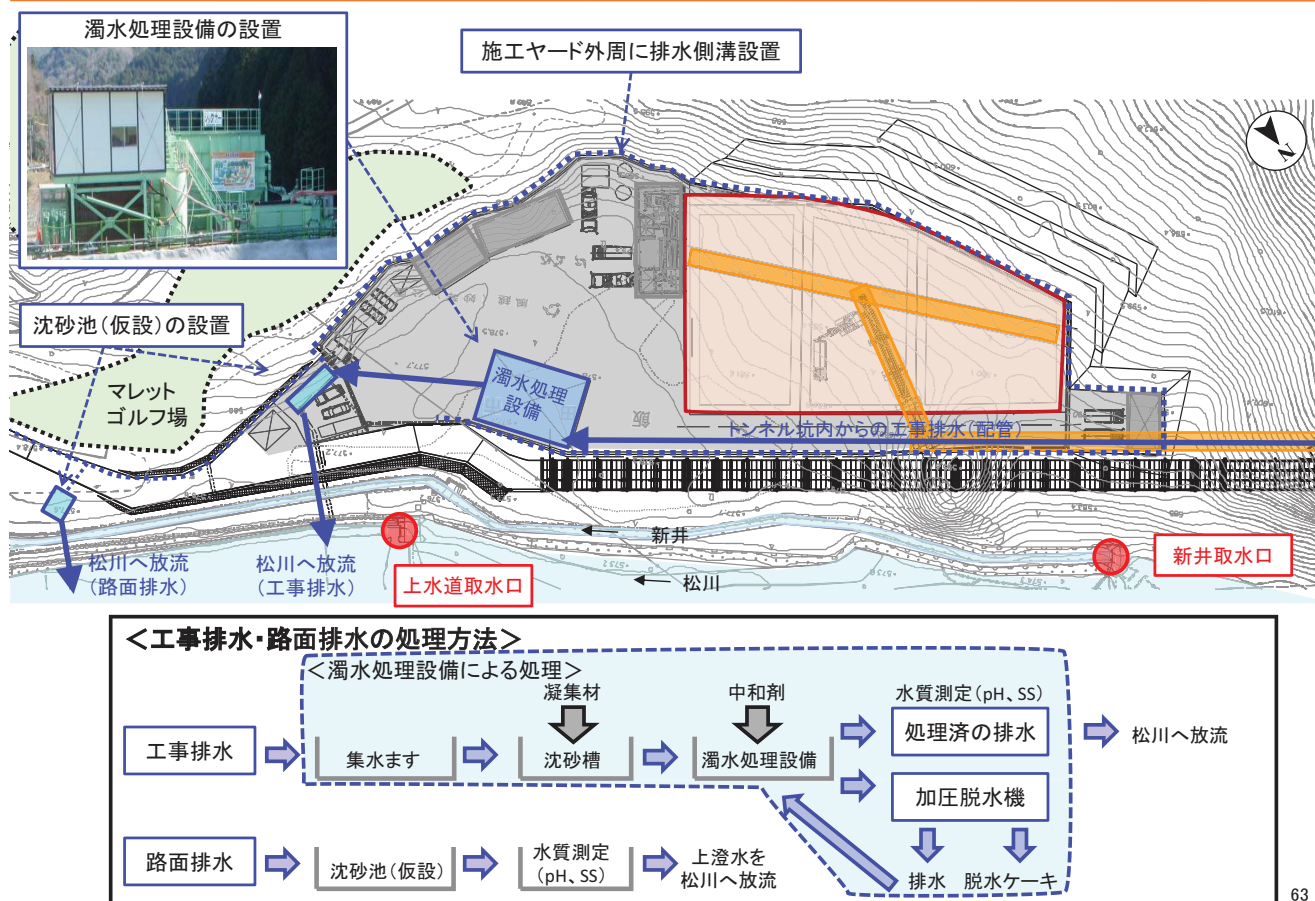 濁水処理設備の設置
施工ヤード外周に排水側溝設置
N
沈砂池(仮設)の設置
マレット
ゴルフ場
濁水処理
設備
トンネル坑内からの工事排水(配管)
松川へ放流
(路面排水)
松川へ放流
(工事排水)
上水道取水口
新井
松川
新井取水口
<工事排水・路面排水の処理方法>
<濁水処理設備による処理>
凝集材
中和剤
水質測定(pH、SS)
工事排水
集水ます
沈砂槽
濁水処理設備
処理済の排水
松川へ放流
加圧脱水機
路面排水
沈砂池(仮設)
水質測定
(pH、SS)
上澄水を
松川へ放流
排水
脱水ケーキ
63